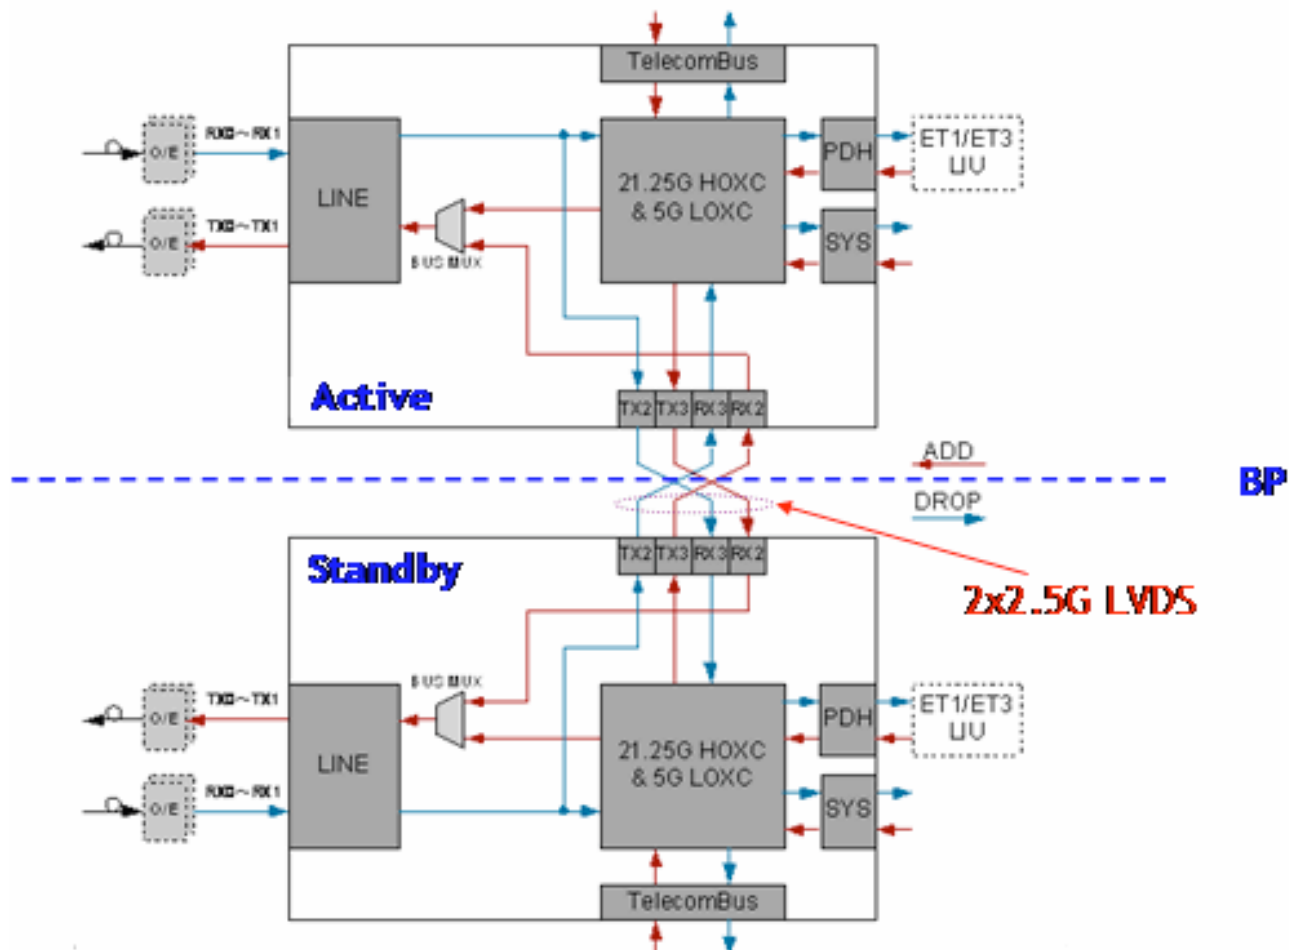 TelecomBus
RX0~RX1
O/E
LINE
21.25G HOXC
& 5G LOXC
PDH
ET1/ET3
LIU
TX0~TX1
O/E
BUS MUX
SYS
Active
TX2 TX3 RX3 RX2
ADD
BP
DROP
Standby
TX2 TX3 RX3 RX2
2x2.5G LVDS
TX0~TX1
O/E
BUS MUX
LINE
21.25G HOXC
& 5G LOXC
PDH
ET1/ET3
LIU
RX0~RX1
O/E
SYS
TelecomBus